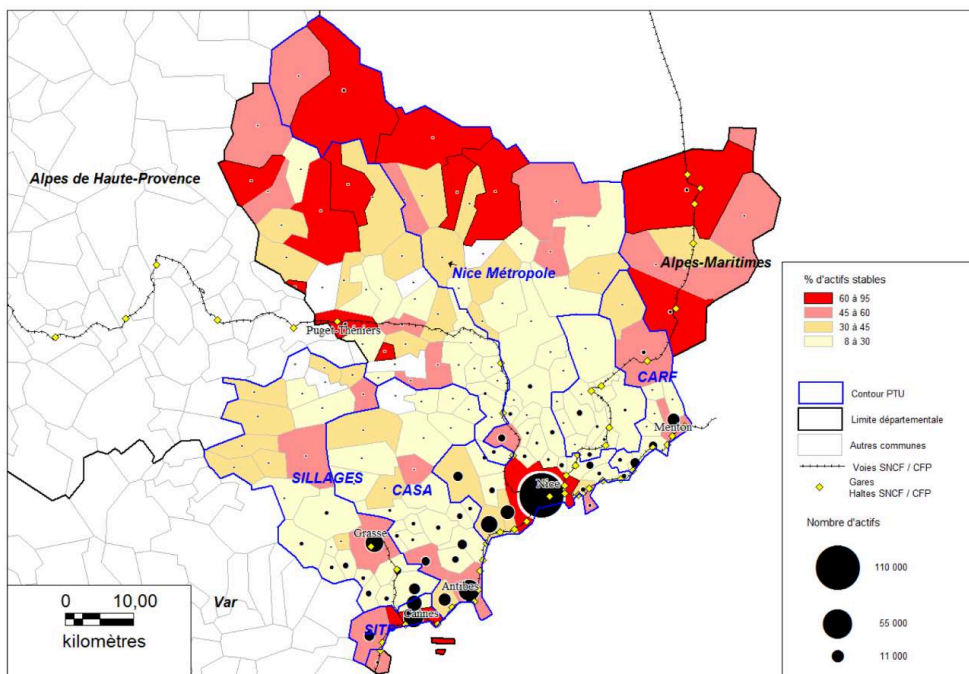 Alpes de Haute-Provence
Nice Métropole
Alpes-Maritimes
Puget-Théniers
CARF
Menton
SILLAGES
CASA
Nice
Grasse
Antibes
Var
Cannes
SITP
0 10,00
kilomètres
% d'actifs stables
60 à 95
45 à 60
30 à 45
8 à 30
Contour PTU
Limite départementale
Autres communes
Voies SNCF / CFP
Gares
Haltes SNCF / CFP
Nombre d'actifs
110 000
55 000
11 000